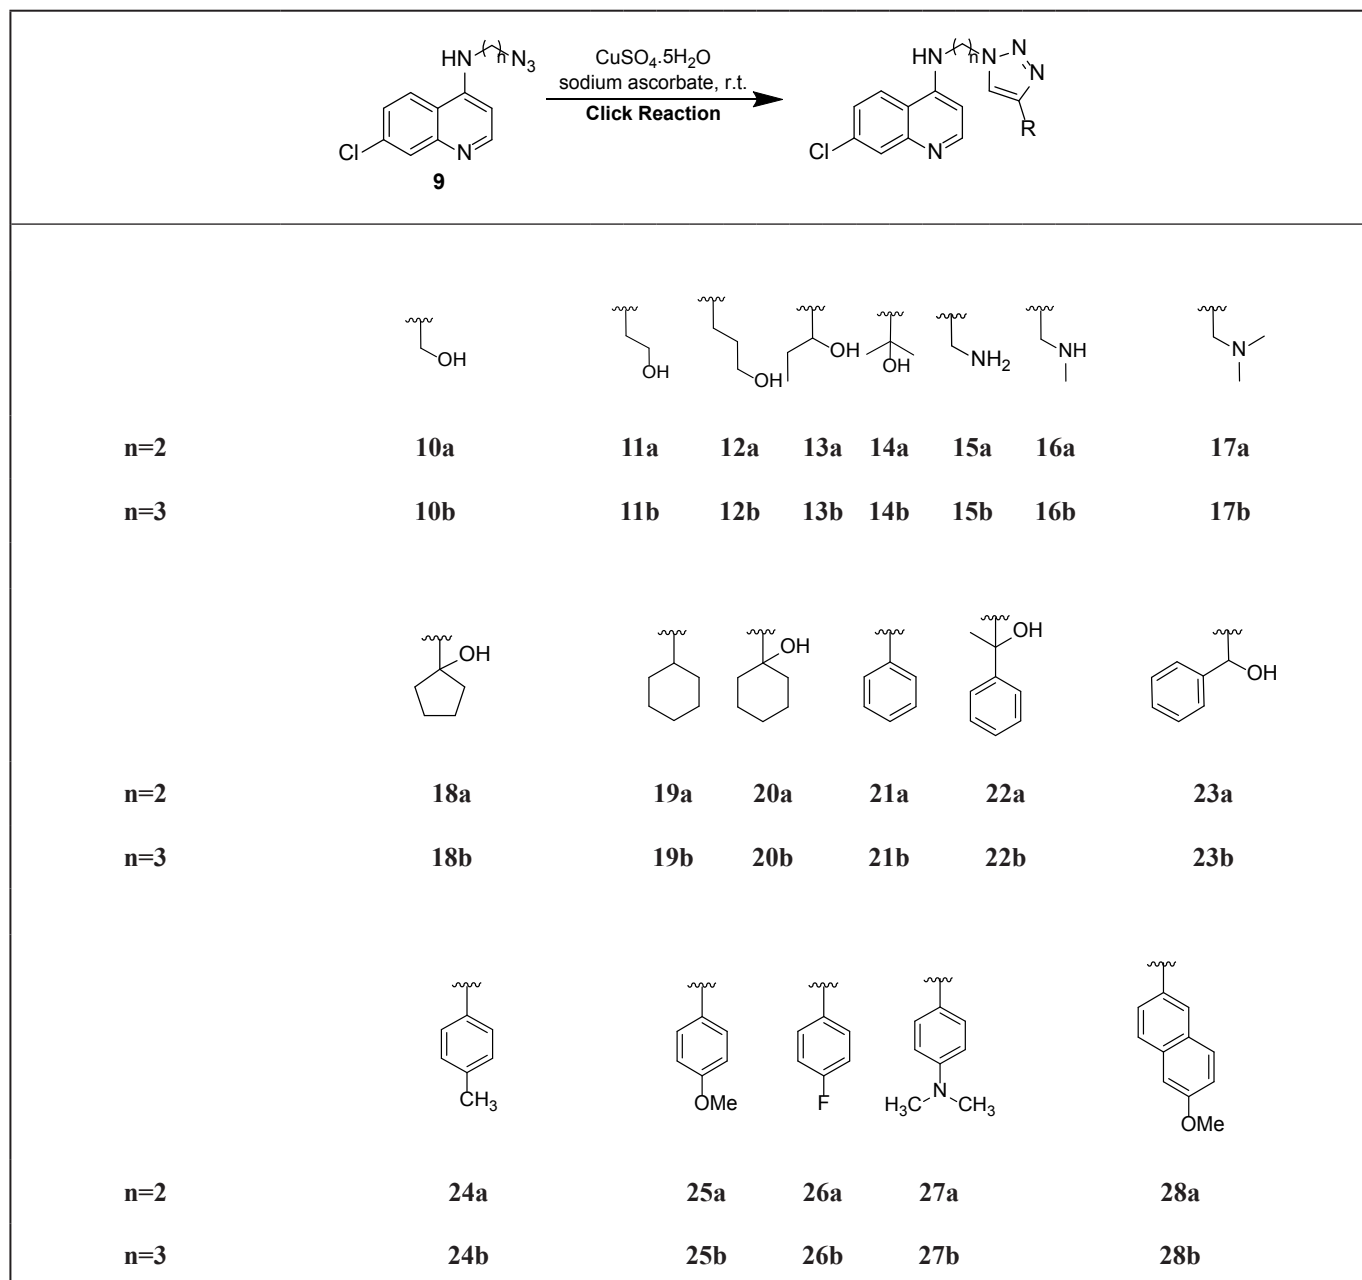 HN
n
N3
Cl
N
9
CuSO4.5H2O
sodium ascorbate, r.t.
Click Reaction
HN
n
N
N
N
R
Cl
N
OH
OH
OH
OH
OH
NH2
NH
N
n=2 10a 11a 12a 13a 14a 15a 16a 17a
n=3 10b 11b 12b 13b 14b 15b 16b 17b
OH
OH
OH
OH
n=2 18a 19a 20a 21a 22a 23a
n=3 18b 19b 20b 21b 22b 23b
CH3
OMe
F
N
H3C
CH3
OMe
n=2 24a 25a 26a 27a 28a
n=3 24b 25b 26b 27b 28b